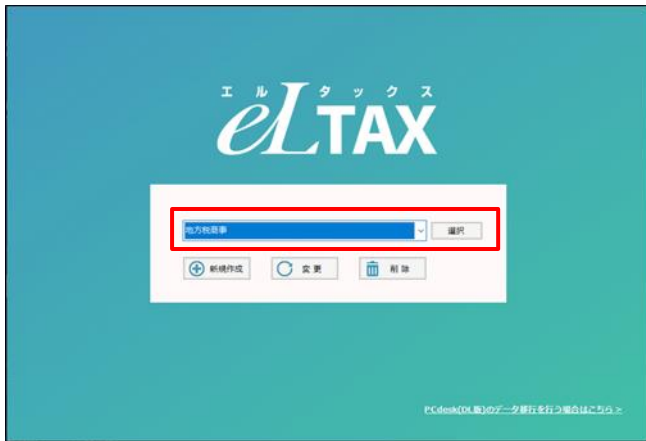 エルタックス
eLTAX
地方税商事
選択
新規作成
変更
削除
PCdesk(DL版)のデータ移行を行う場合はこちら＞